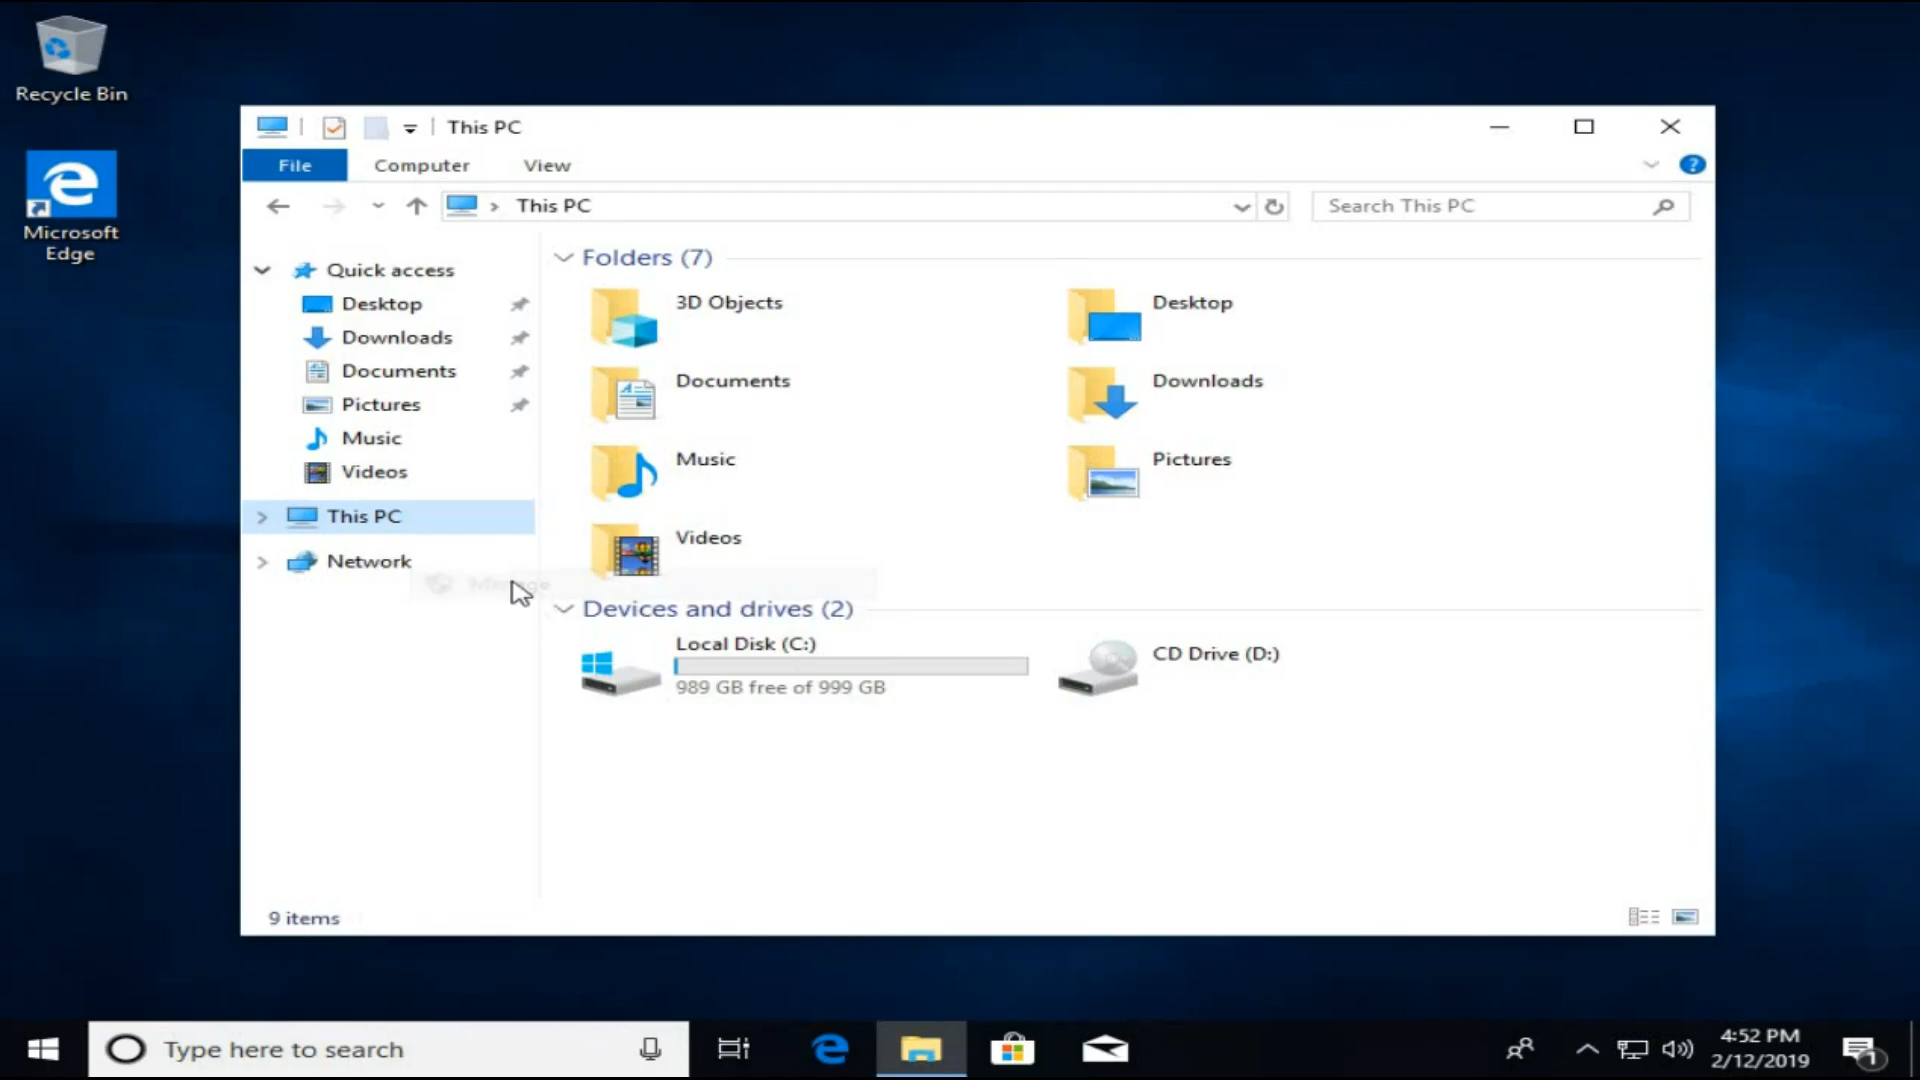 Recycle Bin
Microsoft
Edge
This PC
File
Computer
View
This PC
Search This PC
Quick access
Desktop
Downloads
Documents
Pictures
Music
Videos
This PC
Network
Manage
Folders (7)
3D Objects
Desktop
Documents
Downloads
Music
Pictures
Videos
Devices and drives (2)
Local Disk (C:)
989 GB free of 999 GB
CD Drive (D:)
9 items
Type here to search
4:52 PM
2/12/2019
1